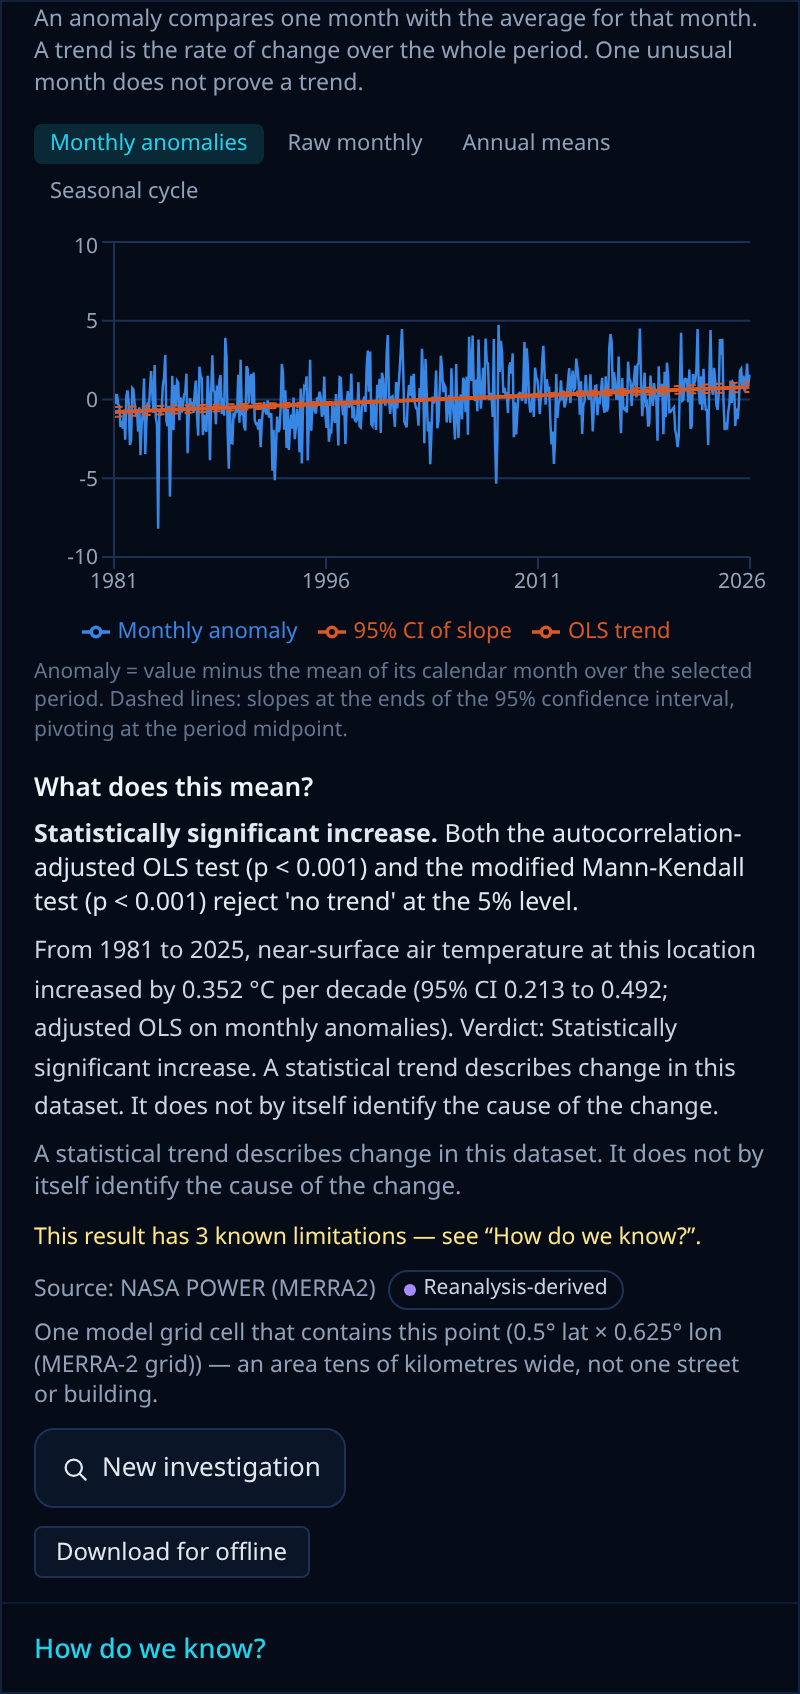 An anomaly compares one month with the average for that month.
A trend is the rate of change over the whole period. One unusual
month does not prove a trend.
Monthly anomalies Raw monthly Annual means
Seasonal cycle
10
5
0
-5
-10
1981 1996 2011 2026
Monthly anomaly 95% CI of slope OLS trend
Anomaly = value minus the mean of its calendar month over the selected
period. Dashed lines: slopes at the ends of the 95% confidence interval,
pivoting at the period midpoint.
What does this mean?
Statistically significant increase. Both the autocorrelation-
adjusted OLS test (p < 0.001) and the modified Mann-Kendall
test (p < 0.001) reject 'no trend' at the 5% level.
From 1981 to 2025, near-surface air temperature at this location
increased by 0.352 °C per decade (95% CI 0.213 to 0.492;
adjusted OLS on monthly anomalies). Verdict: Statistically
significant increase. A statistical trend describes change in this
dataset. It does not by itself identify the cause of the change.
A statistical trend describes change in this dataset. It does not by
itself identify the cause of the change.
This result has 3 known limitations — see “How do we know?”.
Source: NASA POWER (MERRA2) Reanalysis-derived
One model grid cell that contains this point (0.5° lat × 0.625° lon
(MERRA-2 grid)) — an area tens of kilometres wide, not one street
or building.
New investigation
Download for offline
How do we know?